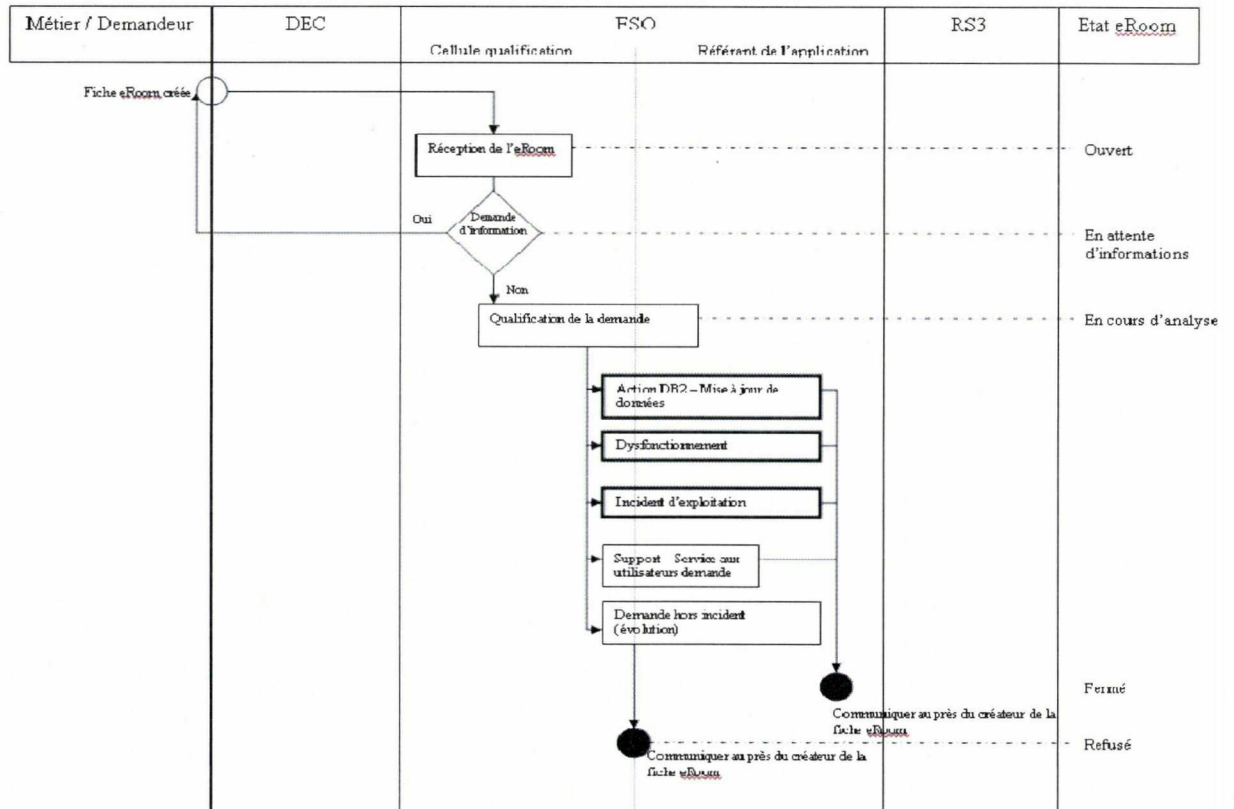 Métier / Demandeur
DEC
ESO
RS3
Etat eRoom
Cellule qualification
Référant de l'application
Fiche eRoom créée
Réception de l'eRoom
Ouvert
Oui
Demande
d'information
En attente
d'informations
Non
Qualification de la demande
En cours d'analyse
Action DB2 – Mise à jour de
données
Dysfonctionnement
Incident d'exploitation
Support Service aux
utilisateurs demande
Demande hors incident
(évolution)
Fermé
Communiquer au près du créateur de la
fiche eRoom
Refusé
Communiquer au près du créateur de la
fiche eRoom